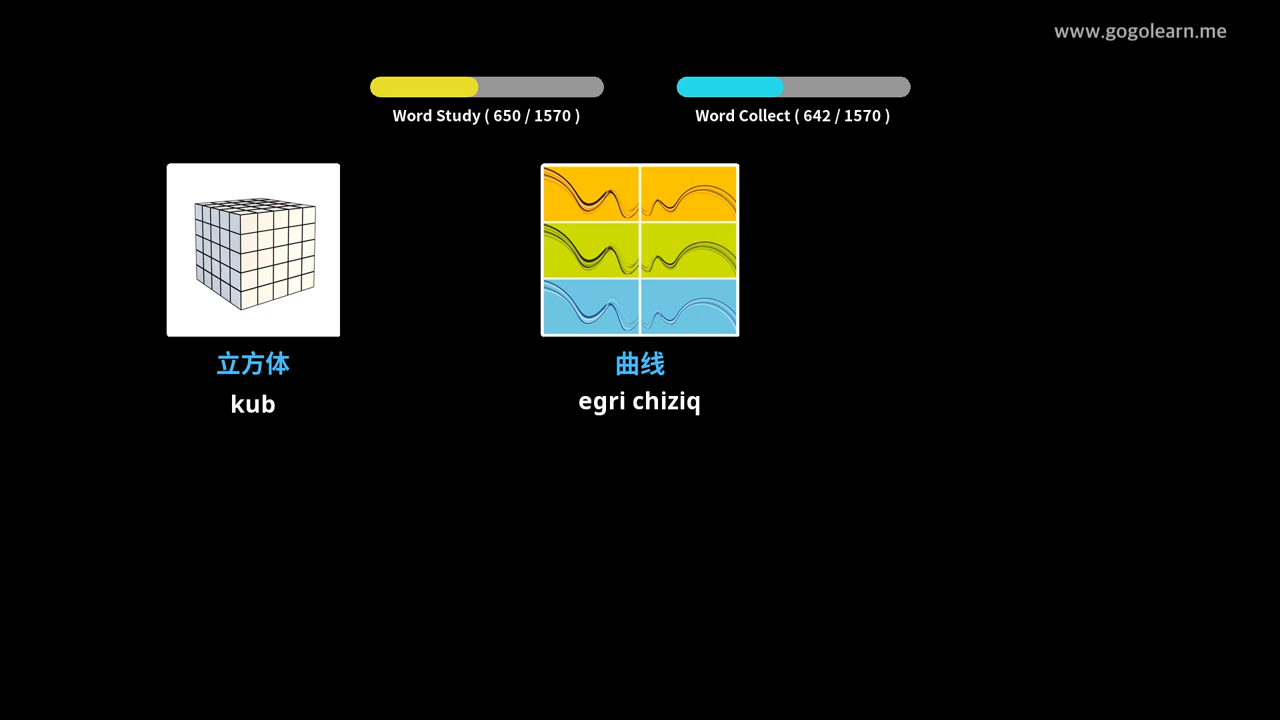 www.gogolearn.me
Word Study ( 650 / 1570 )
Word Collect ( 642 / 1570 )
立方体
kub
曲线
egri chiziq